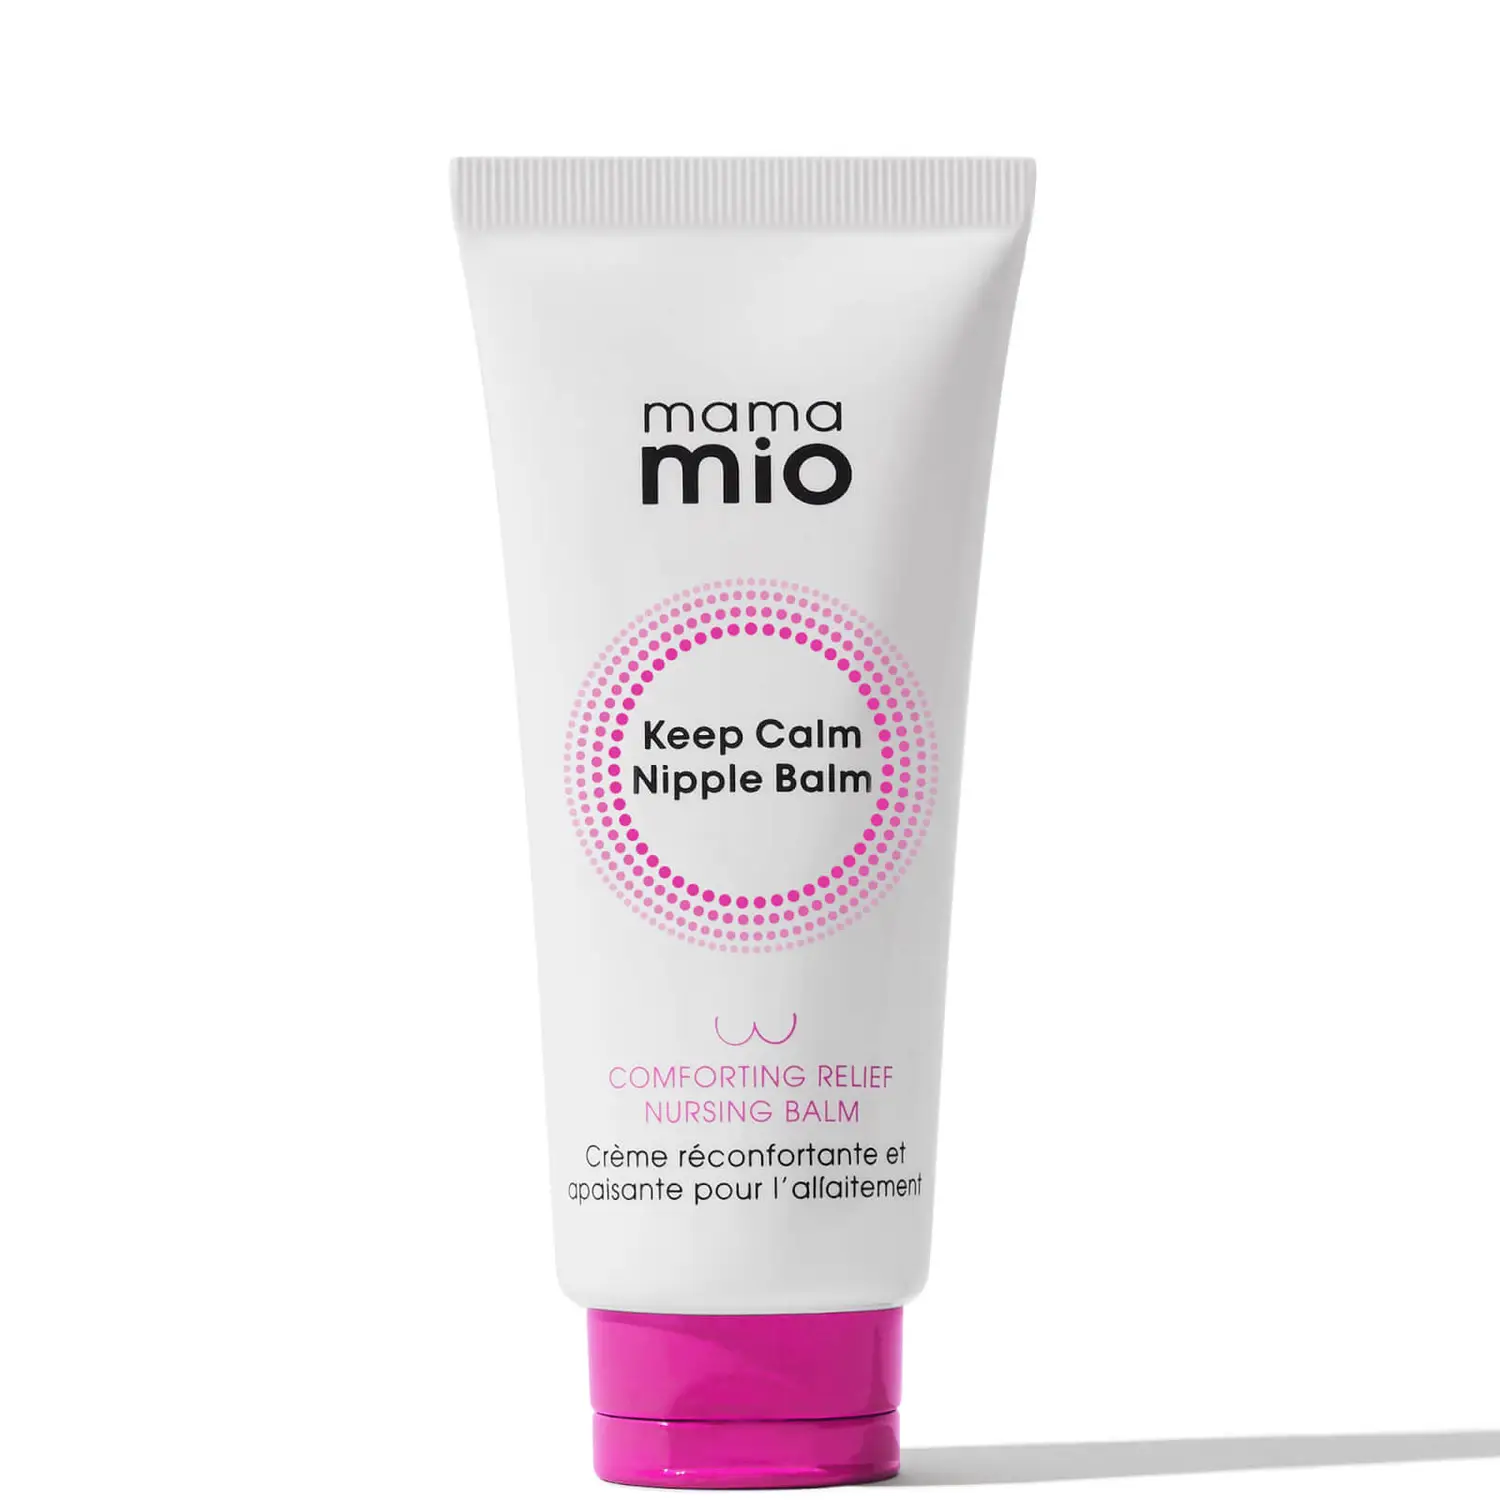 mama
mio
Keep Calm
Nipple Balm
COMFORTING RELIEF
NURSING BALM
Crème réconfortante et
apaisante pour l'allaitement